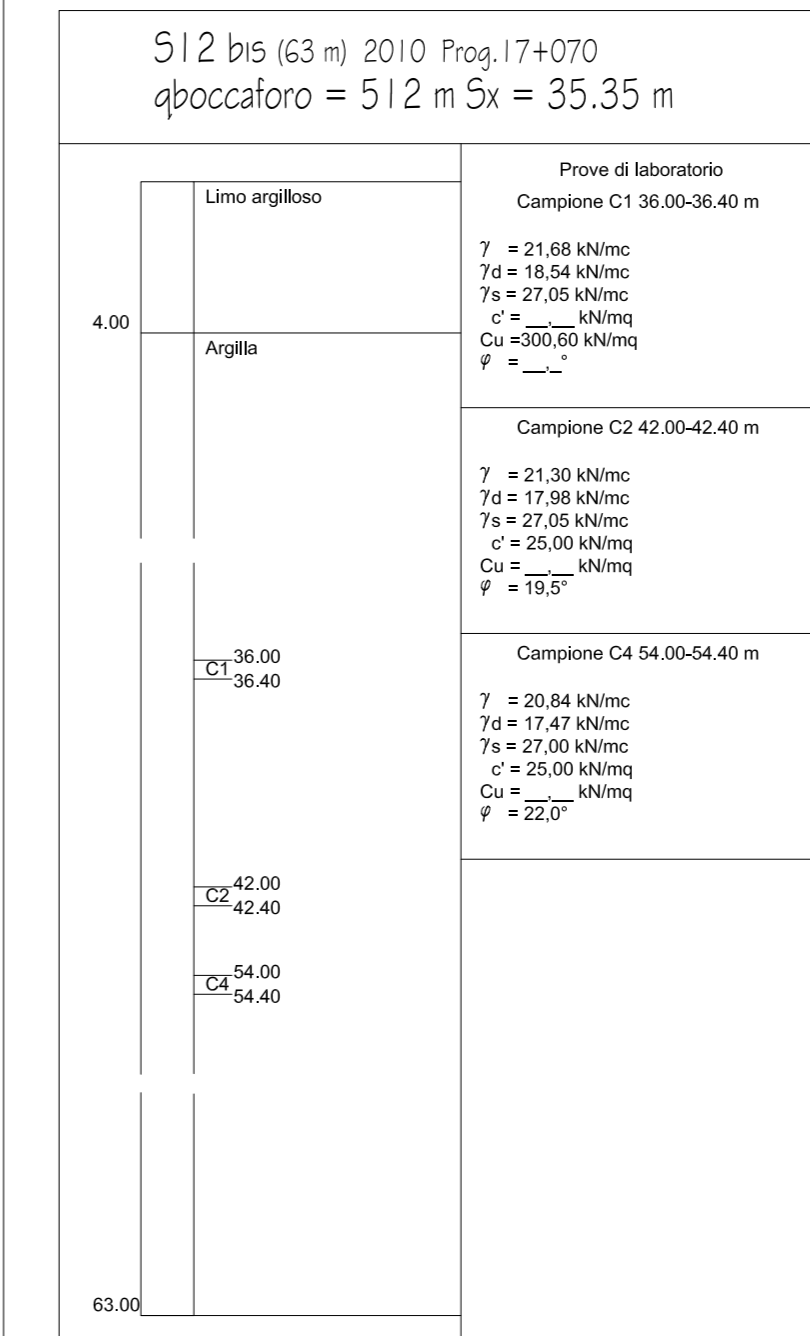 S12 bis (63 m) 2010 Prog.17+070
qboccaforo = 512 m Sx = 35.35 m
Limo argilloso
4.00
Argilla
36.00
C1
36.40
42.00
C2
42.40
54.00
C4
54.40
63.00
Prove di laboratorio
Campione C1 36.00-36.40 m
γ = 21,68 kN/mc
γd = 18,54 kN/mc
γs = 27,05 kN/mc
c' = __,__ kN/mq
Cu =300,60 kN/mq
φ = __,_°
Campione C2 42.00-42.40 m
γ = 21,30 kN/mc
γd = 17,98 kN/mc
γs = 27,05 kN/mc
c' = 25,00 kN/mq
Cu = __,__ kN/mq
φ = 19,5°
Campione C4 54.00-54.40 m
γ = 20,84 kN/mc
γd = 17,47 kN/mc
γs = 27,00 kN/mc
c' = 25,00 kN/mq
Cu = __,__ kN/mq
φ = 22,0°